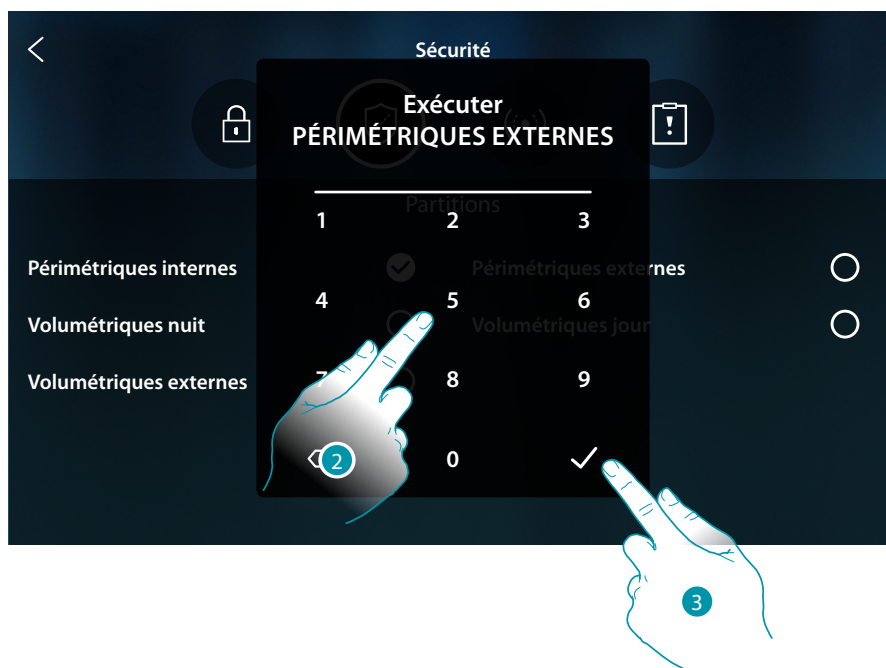 Sécurité
Exécuter
PÉRIMÉTRIQUES EXTERNES
Partitions
1 2 3
Périmétriques internes Périmétriques externes
4 5 6
Volumétriques nuit Volumétriques jour
Volumétriques externes 7 8 9
2 0
3